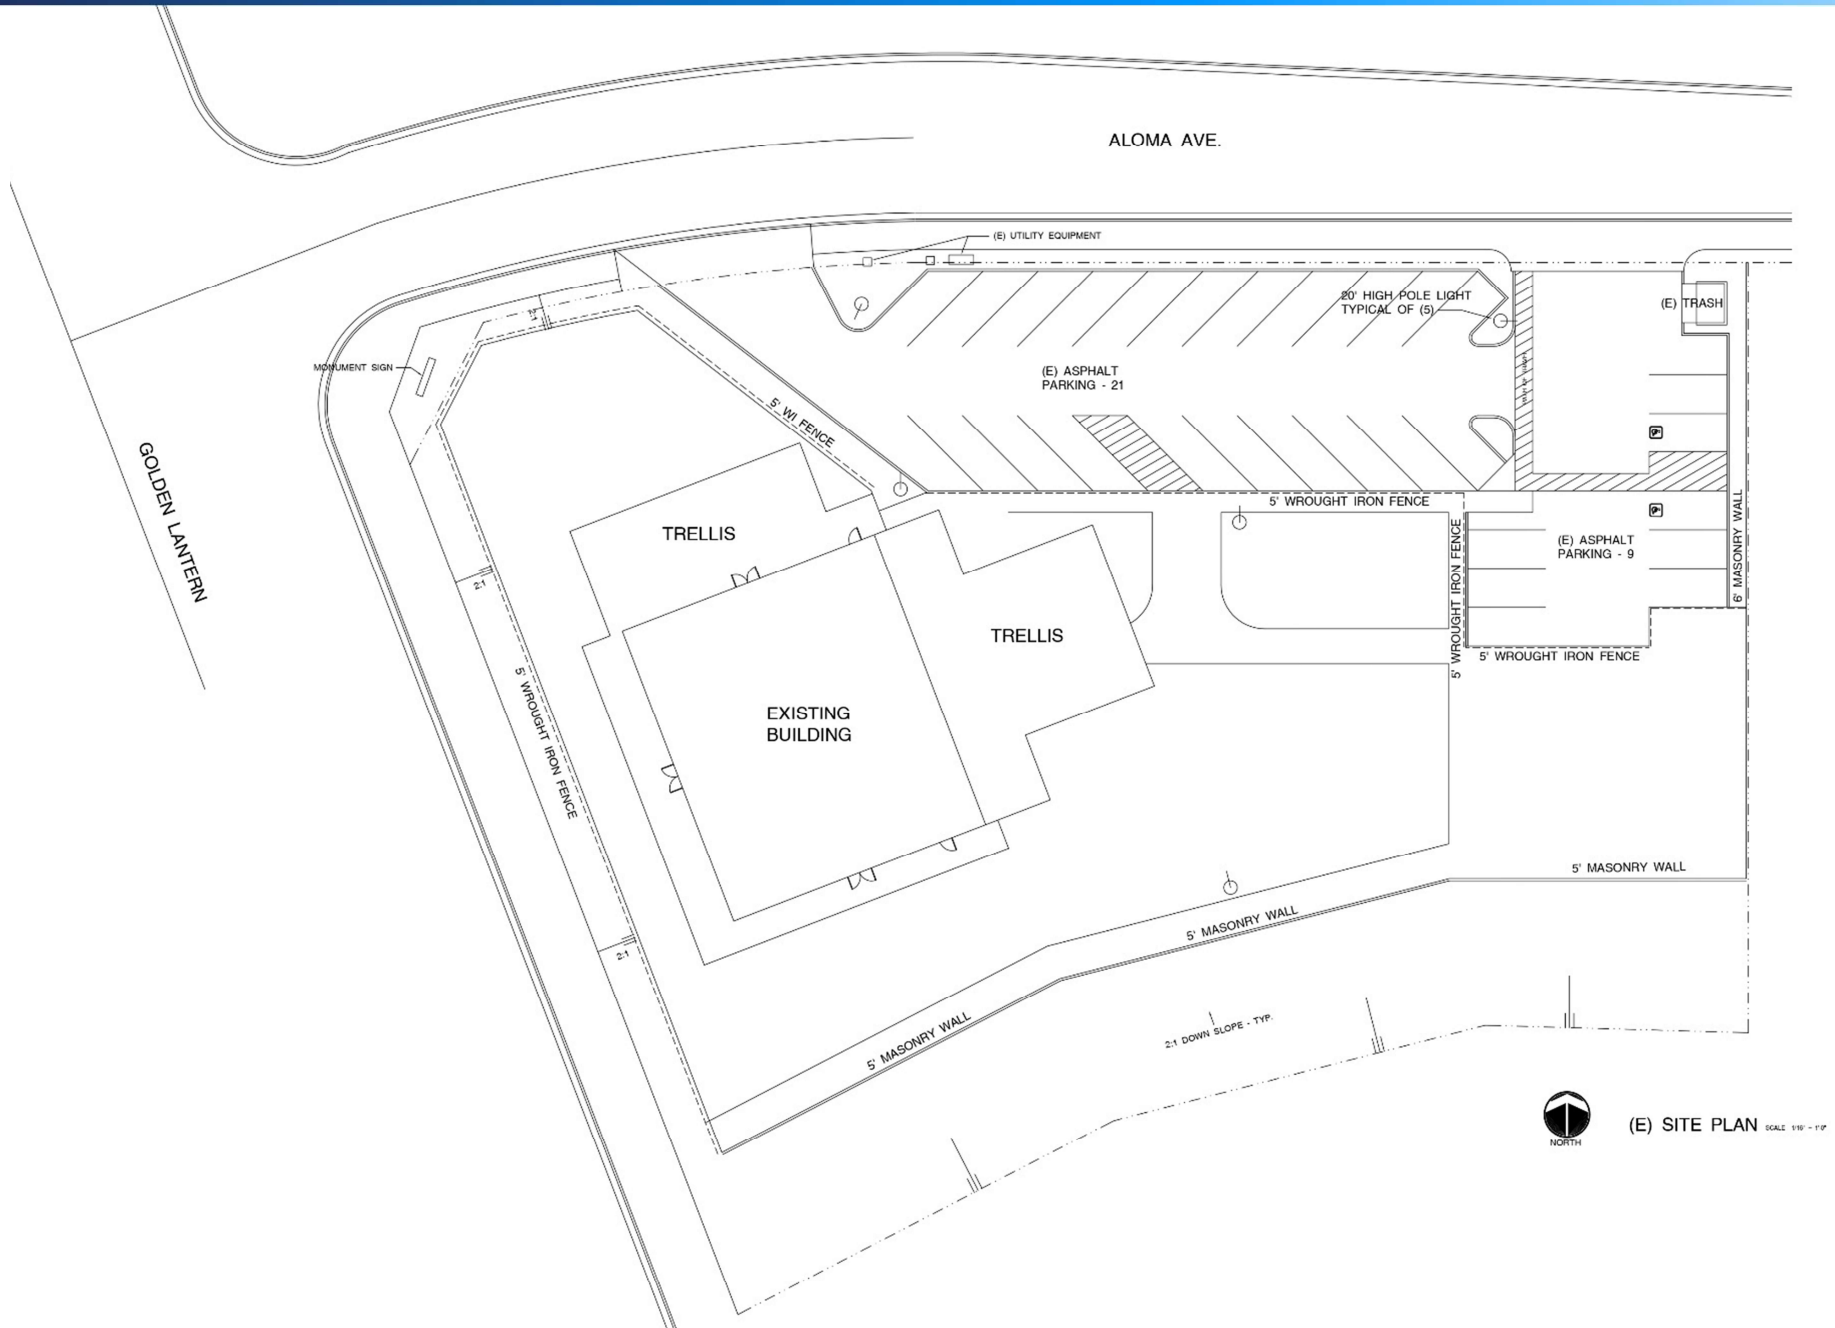 ALOMA AVE.
(E) UTILITY EQUIPMENT
20' HIGH POLE LIGHT
TYPICAL OF (5)
(E) TRASH
2:1
MONUMENT SIGN
(E) ASPHALT
PARKING - 21
5' WI FENCE
GOLDEN LANTERN
5' WROUGHT IRON FENCE
TRELLIS
5' WROUGHT IRON FENCE
(E) ASPHALT
PARKING - 9
6' MASONRY WALL
2:1
TRELLIS
5' WROUGHT IRON FENCE
5' WROUGHT IRON FENCE
EXISTING
BUILDING
5' MASONRY WALL
5' MASONRY WALL
2:1
5' MASONRY WALL
2:1 DOWN SLOPE - TYP.
NORTH
(E) SITE PLAN
SCALE